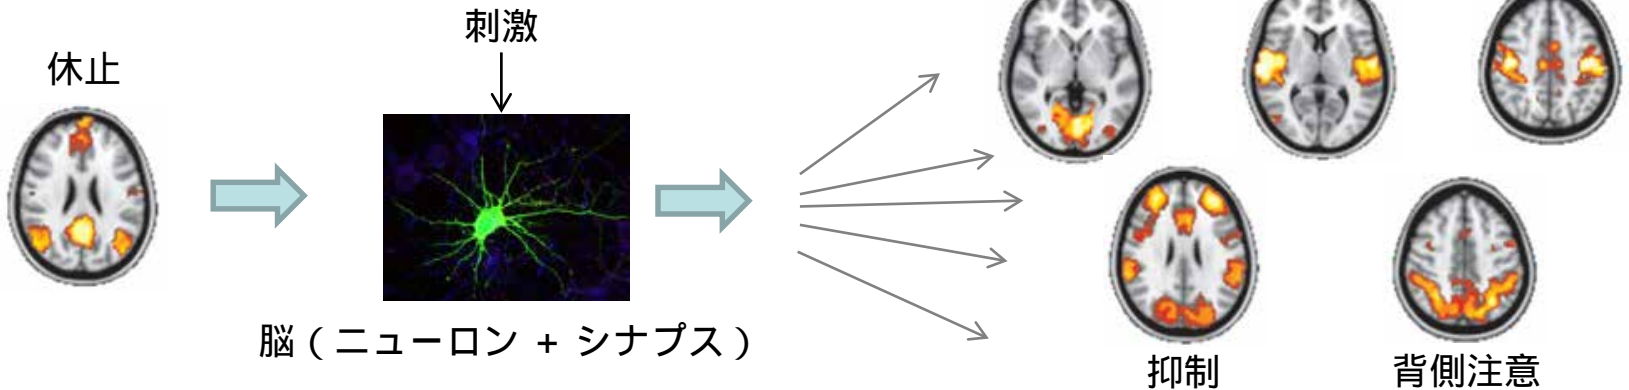 刺激
休止
脳（ニューロン + シナプス）
抑制
背側注意